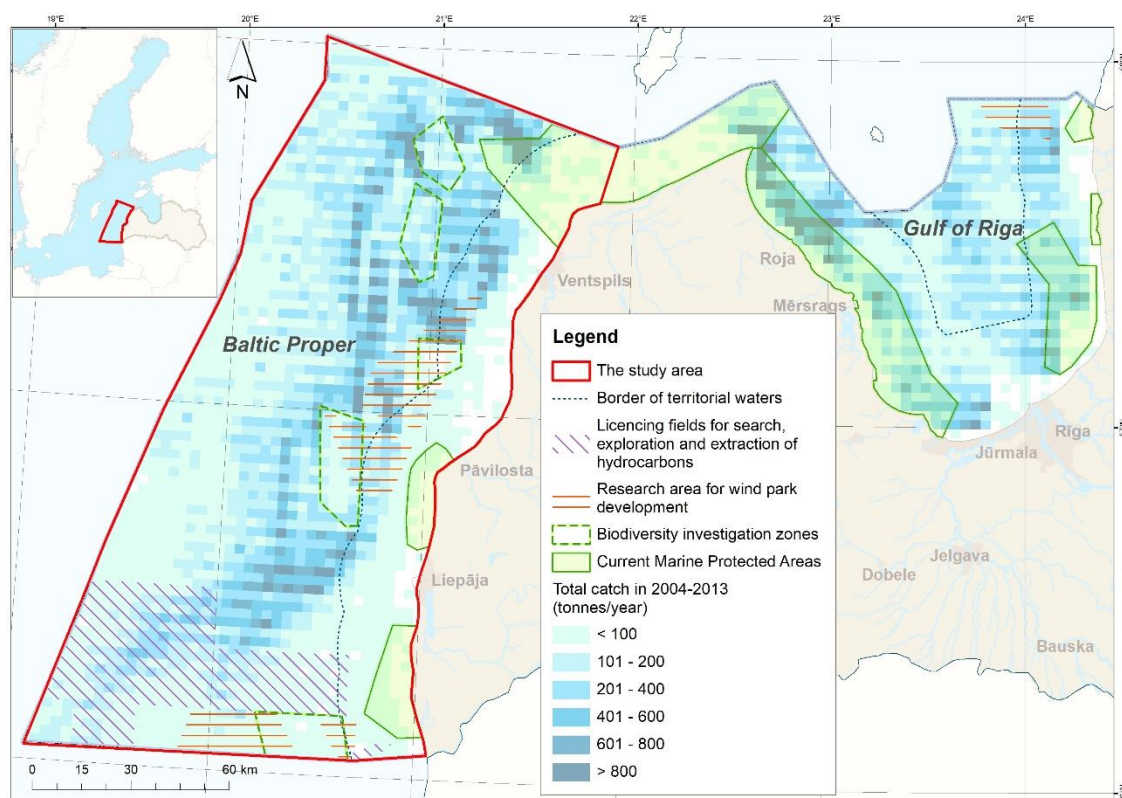 19°E
20°E
21°E
22°E
23°E
24°E
N
Baltic Proper
Gulf of Riga
Ventspils
Roja
Mērsrags
Pāvilosta
Liepāja
Rīga
Jūrmala
Jelgava
Dobele
Bauska
Legend
The study area
Border of territorial waters
Licencing fields for search,
exploration and extraction of
hydrocarbons
Research area for wind park
development
Biodiversity investigation zones
Current Marine Protected Areas
Total catch in 2004-2013
(tonnes/year)
< 100
101 - 200
201 - 400
401 - 600
601 - 800
> 800
0 15 30 60 km